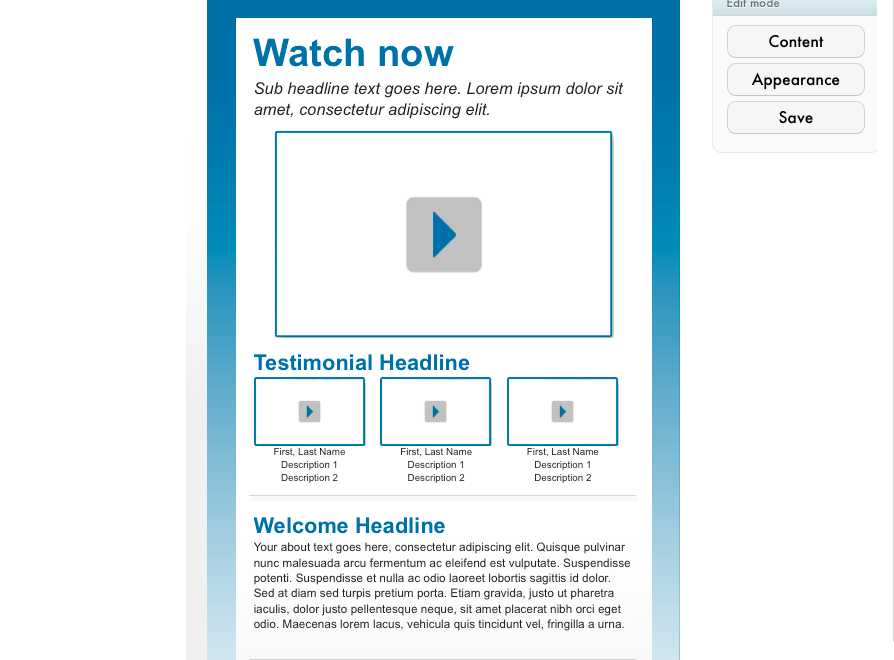 Edit mode
Content
Appearance
Save
Watch now
Sub headline text goes here. Lorem ipsum dolor sit
amet, consectetur adipiscing elit.
Testimonial Headline
First, Last Name
Description 1
Description 2
First, Last Name
Description 1
Description 2
First, Last Name
Description 1
Description 2
Welcome Headline
Your about text goes here, consectetur adipiscing elit. Quisque pulvinar
nunc malesuada arcu fermentum ac eleifend est vulputate. Suspendisse
potenti. Suspendisse et nulla ac odio laoreet lobortis sagittis id dolor.
Sed at diam sed turpis pretium porta. Etiam gravida, justo ut pharetra
iaculis, dolor justo pellentesque neque, sit amet placerat nibh orci eget
odio. Maecenas lorem lacus, vehicula quis tincidunt vel, fringilla a urna.